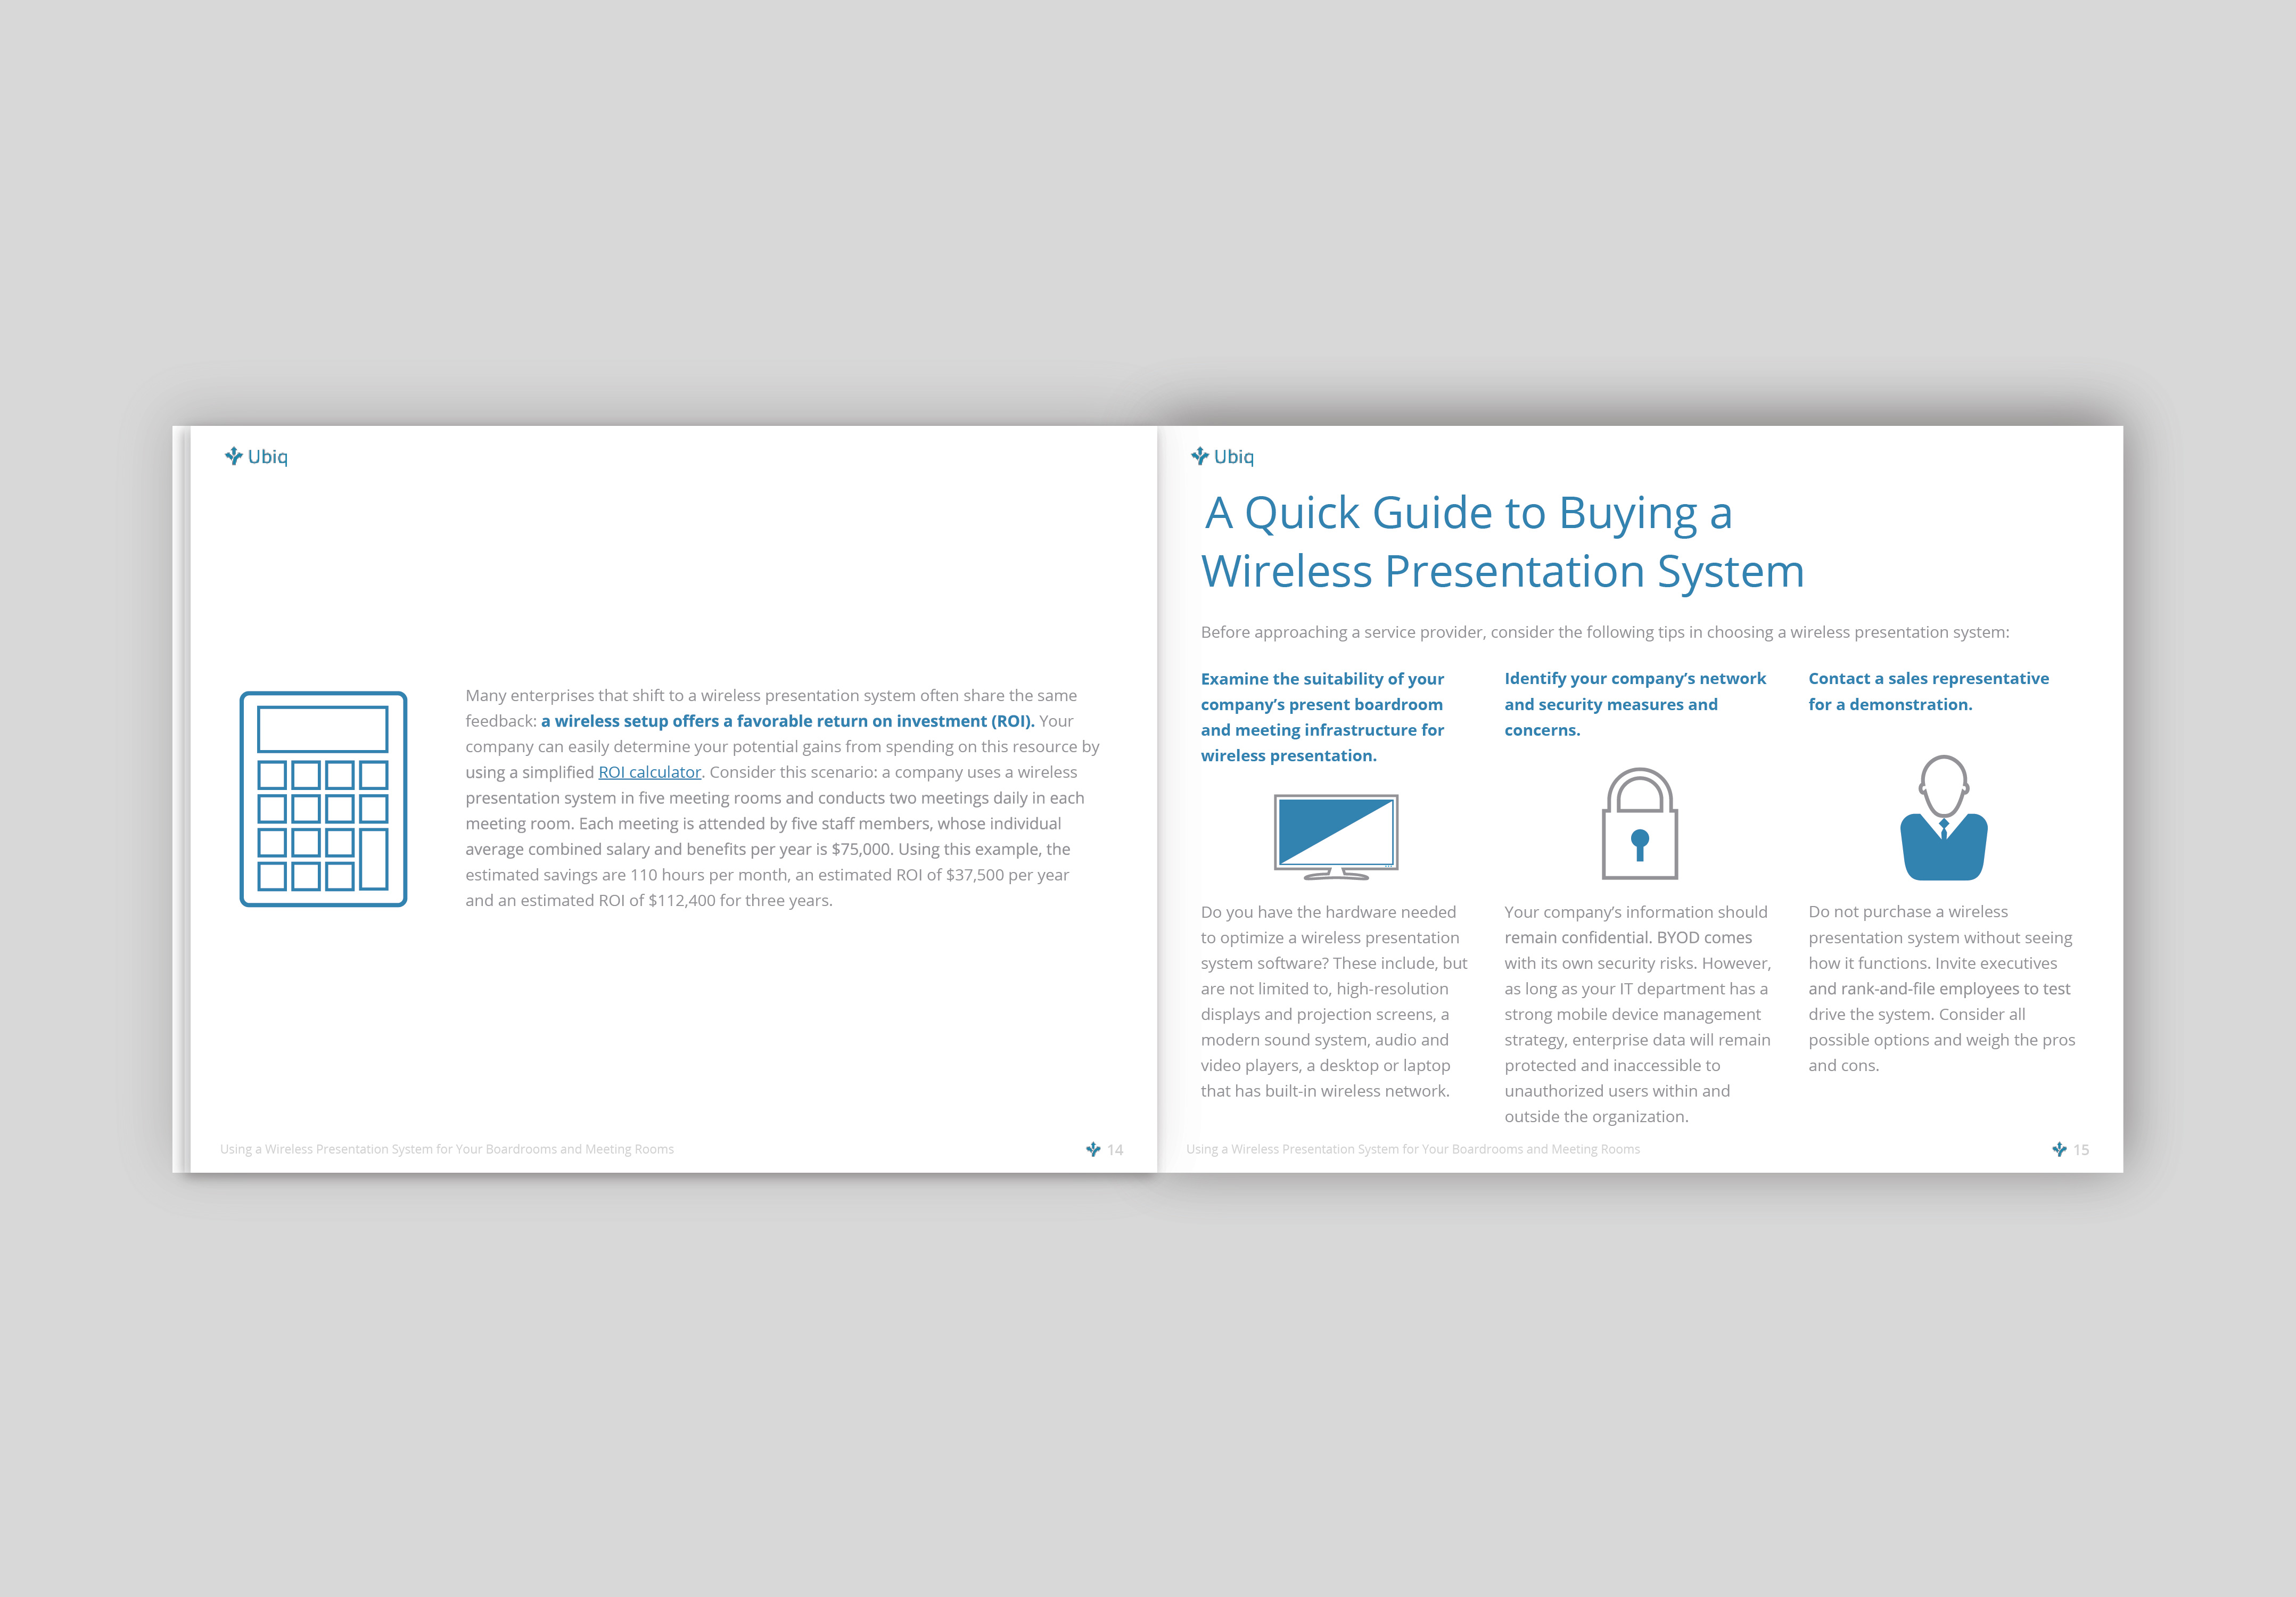 Ubiq
Many enterprises that shift to a wireless presentation system often share the same
feedback: a wireless setup offers a favorable return on investment (ROI). Your
company can easily determine your potential gains from spending on this resource by
using a simplified ROI calculator. Consider this scenario: a company uses a wireless
presentation system in five meeting rooms and conducts two meetings daily in each
meeting room. Each meeting is attended by five staff members, whose individual
average combined salary and benefits per year is $75,000. Using this example, the
estimated savings are 110 hours per month, an estimated ROI of $37,500 per year
and an estimated ROI of $112,400 for three years.
Using a Wireless Presentation System for Your Boardrooms and Meeting Rooms
14
Ubiq
A Quick Guide to Buying a
Wireless Presentation System
Before approaching a service provider, consider the following tips in choosing a wireless presentation system:
Examine the suitability of your
company’s present boardroom
and meeting infrastructure for
wireless presentation.
Do you have the hardware needed
to optimize a wireless presentation
system software? These include, but
are not limited to, high-resolution
displays and projection screens, a
modern sound system, audio and
video players, a desktop or laptop
that has built-in wireless network.
Identify your company’s network
and security measures and
concerns.
Your company’s information should
remain confidential. BYOD comes
with its own security risks. However,
as long as your IT department has a
strong mobile device management
strategy, enterprise data will remain
protected and inaccessible to
unauthorized users within and
outside the organization.
Contact a sales representative
for a demonstration.
Do not purchase a wireless
presentation system without seeing
how it functions. Invite executives
and rank-and-file employees to test
drive the system. Consider all
possible options and weigh the pros
and cons.
Using a Wireless Presentation System for Your Boardrooms and Meeting Rooms
15